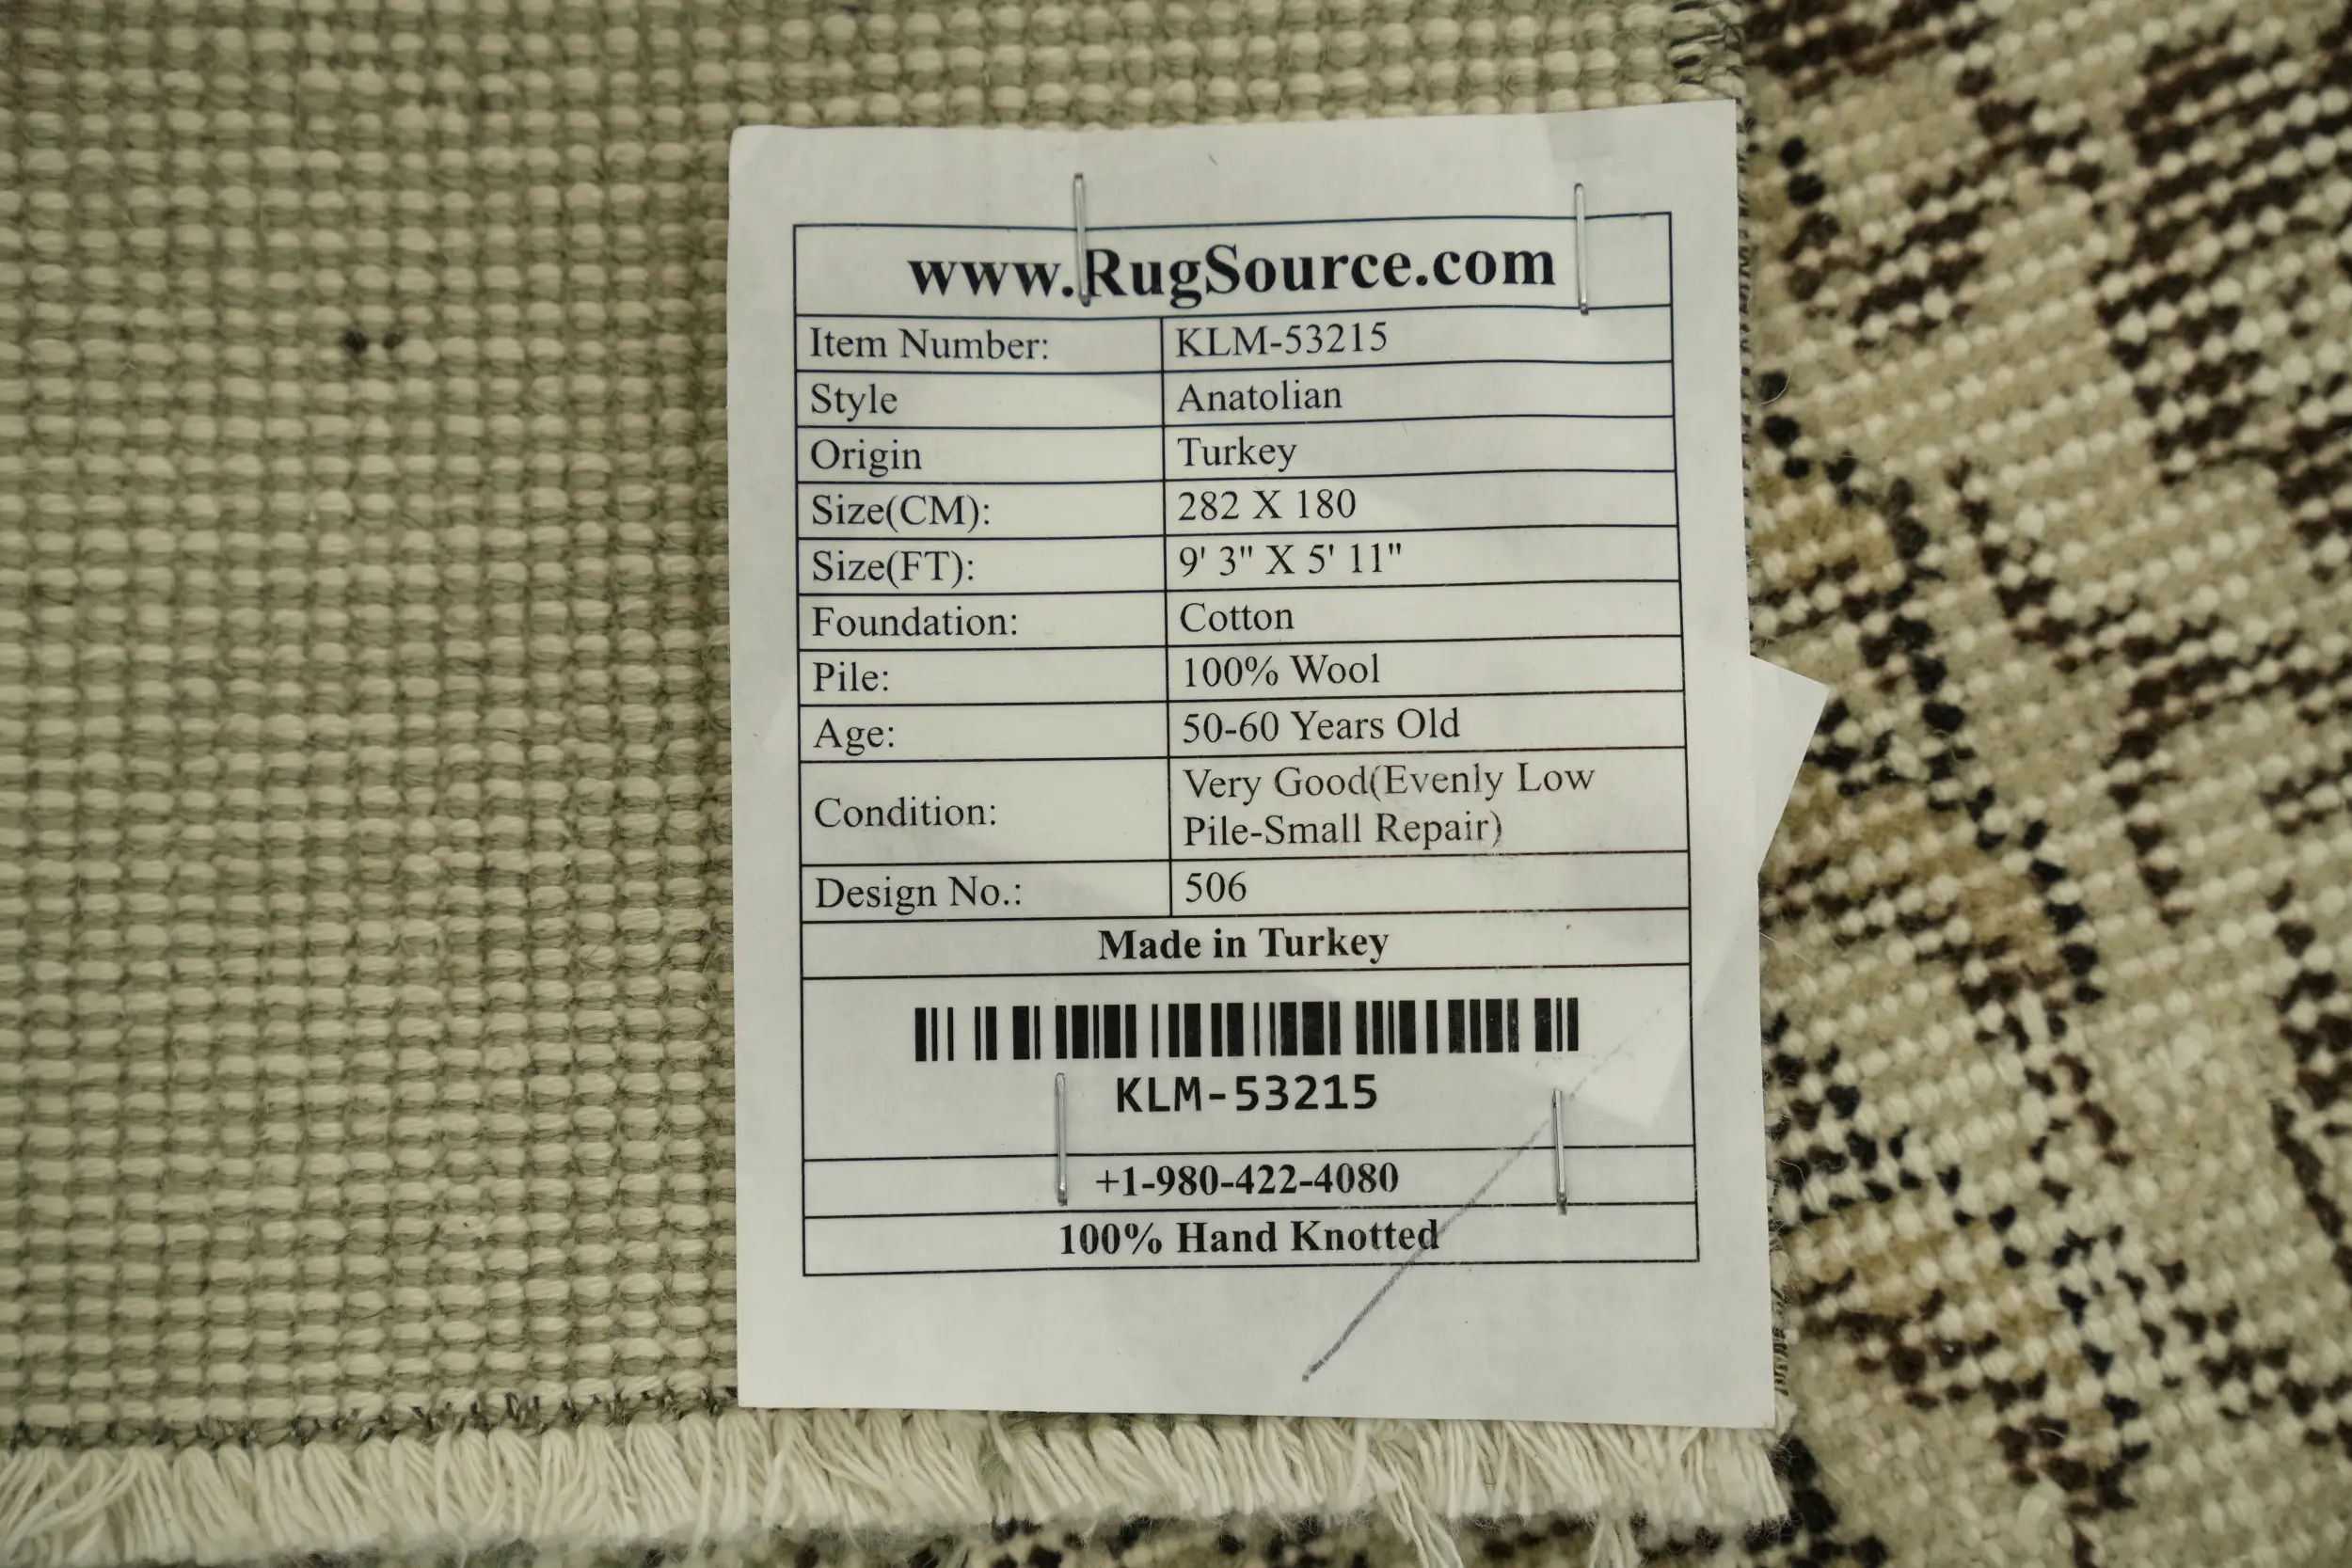 www.RugSource.com
Item Number: KLM-53215
Style Anatolian
Origin Turkey
Size(CM): 282 X 180
Size(FT): 9' 3" X 5' 11"
Foundation: Cotton
Pile: 100% Wool
Age: 50-60 Years Old
Condition: Very Good(Evenly Low
Pile-Small Repair)
Design No.: 506
Made in Turkey
KLM-53215
+1-980-422-4080
100% Hand Knotted